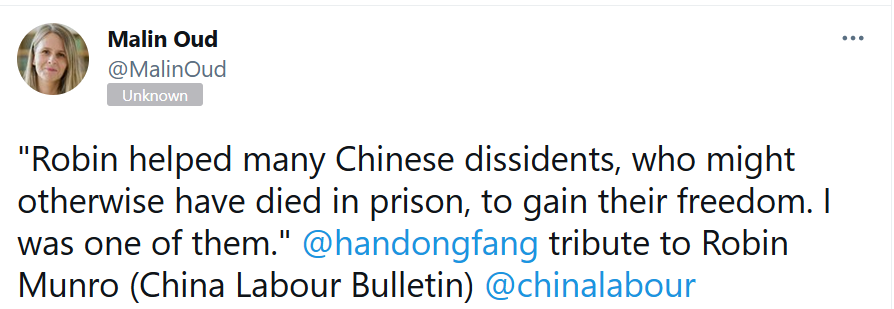 Malin Oud
@MalinOud
Unknown
"Robin helped many Chinese dissidents, who might
otherwise have died in prison, to gain their freedom. I
was one of them." @handongfang tribute to Robin
Munro (China Labour Bulletin) @chinalabour